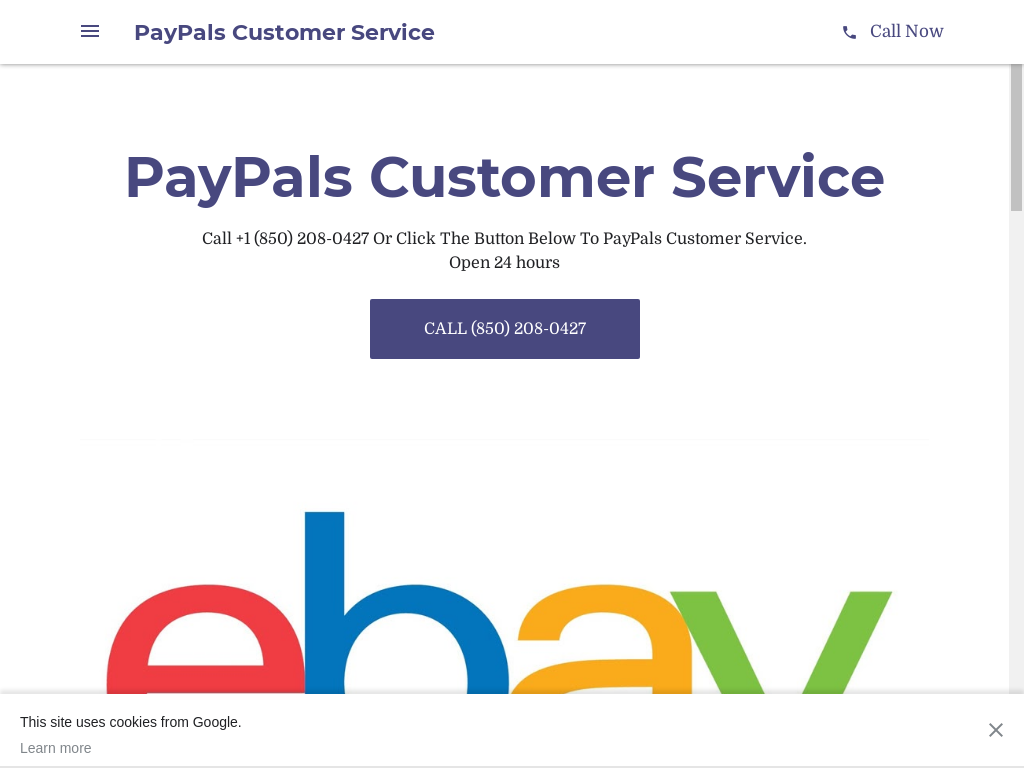 PayPals Customer Service
Call Now
PayPals Customer Service
Call +1 (850) 208-0427 Or Click The Button Below To PayPals Customer Service.
Open 24 hours
CALL (850) 208-0427
ebay
This site uses cookies from Google.
Learn more